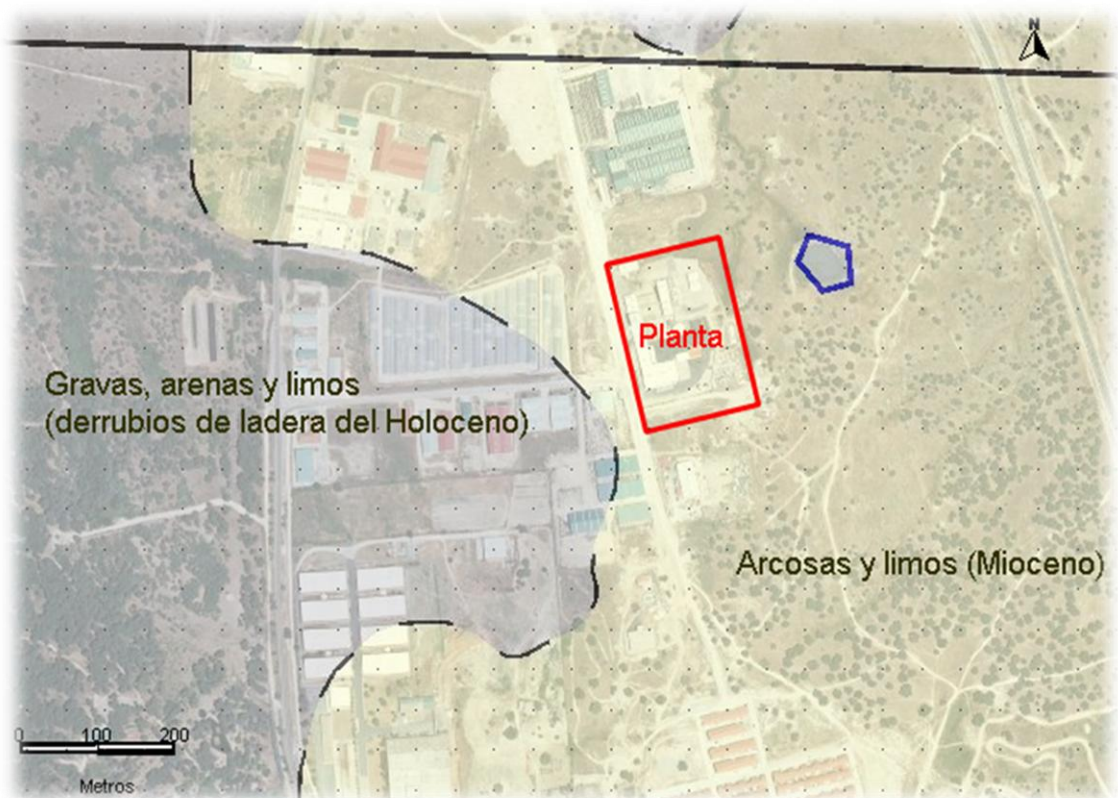 N
Planta
Gravas, arenas y limos
(derrubios de ladera del Holoceno)
Arcosas y limos (Mioceno)
0 100 200
Metros